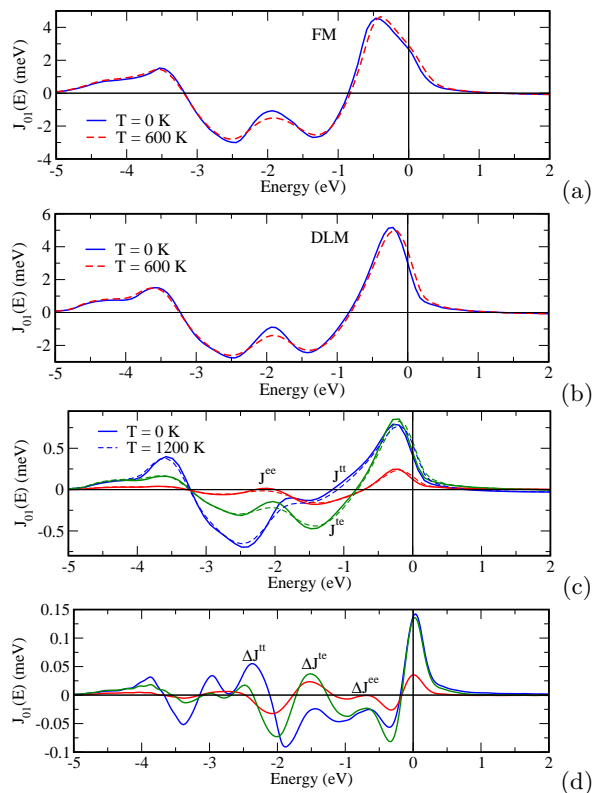 J01(E) (meV)
4
2
0
-2
-4
FM
T = 0 K
T = 600 K
-5 -4 -3 -2 -1 0 1 2
Energy (eV)
(a)
J01(E) (meV)
6
4
2
0
-2
DLM
T = 0 K
T = 600 K
-5 -4 -3 -2 -1 0 1 2
Energy (eV)
(b)
J01(E) (meV)
0.5
0
-0.5
T = 0 K
T = 1200 K
J^ee
J^tt
J^te
-5 -4 -3 -2 -1 0 1 2
Energy (eV)
(c)
J01(E) (meV)
0.15
0.1
0.05
0
-0.05
-0.1
ΔJ^tt
ΔJ^te
ΔJ^ee
-5 -4 -3 -2 -1 0 1 2
Energy (eV)
(d)